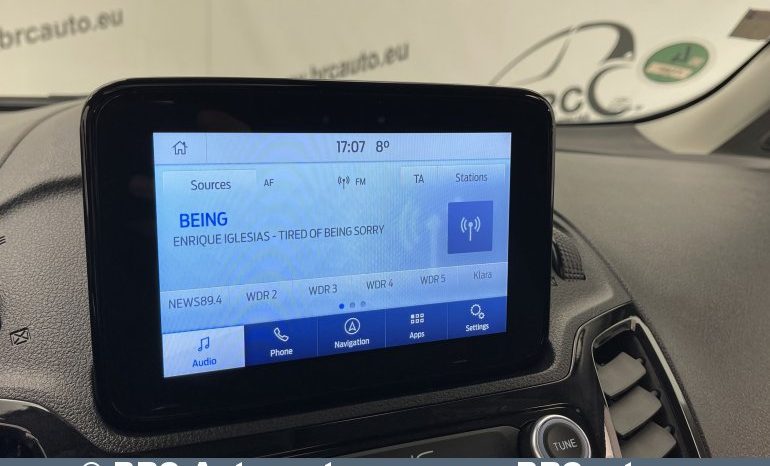 brcauto.eu
www.brcauto.eu
17:07 8°
Sources AF FM TA Stations
BEING
ENRIQUE IGLESIAS - TIRED OF BEING SORRY
NEWS89.4 WDR 2 WDR 3 WDR 4 WDR 5 Klara
Audio Phone Navigation Apps Settings
TUNE